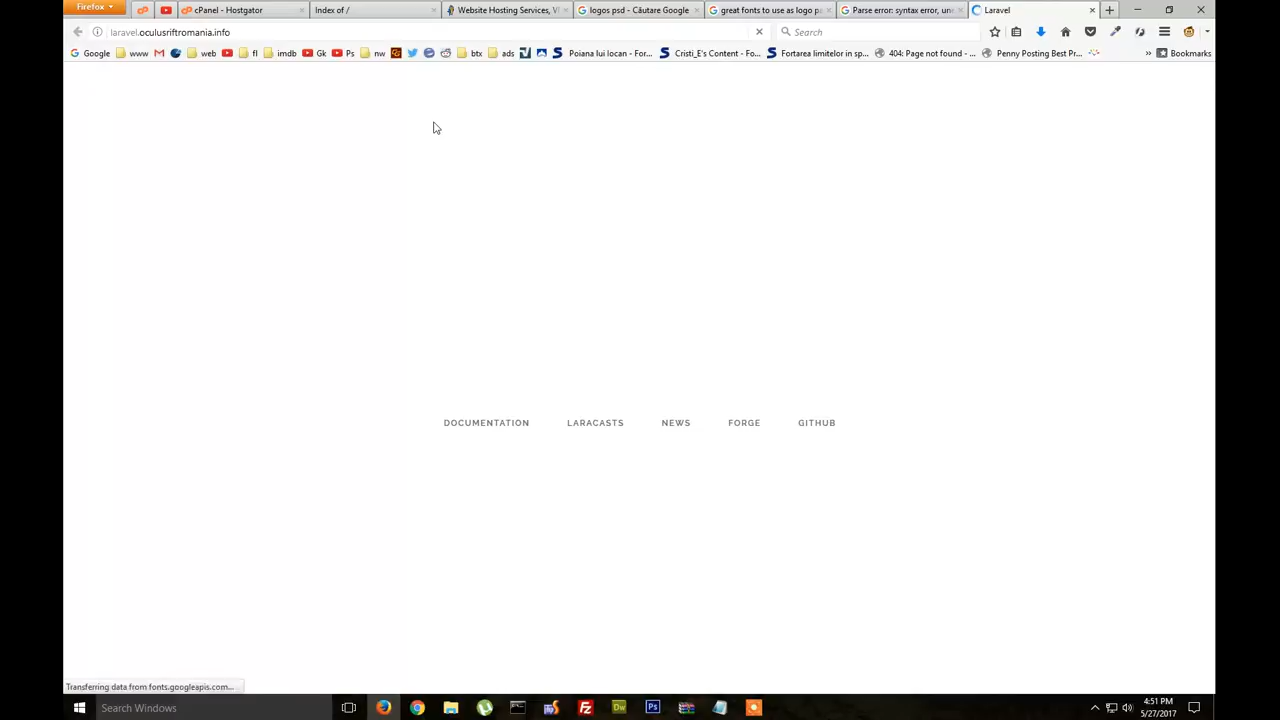 Firefox
cPanel - Hostgator
Index of /
Website Hosting Services, V
logos psd - Căutare Google
great fonts to use as logo p
Parse error: syntax error, une
Laravel
laravel.oculusriftromania.info
Search
Google
www
web
fl
imdb
Gk
Ps
nw
btx
ads
Poiana lui Iocan - For...
Cristi_E's Content - Fo...
Fortarea limitelor in sp...
404: Page not found - ...
Penny Posting Best Pr...
Bookmarks
DOCUMENTATION LARACASTS NEWS FORGE GITHUB
Transferring data from fonts.googleapis.com...
Search Windows
Fz
Dw
Ps
4:51 PM
5/27/2017